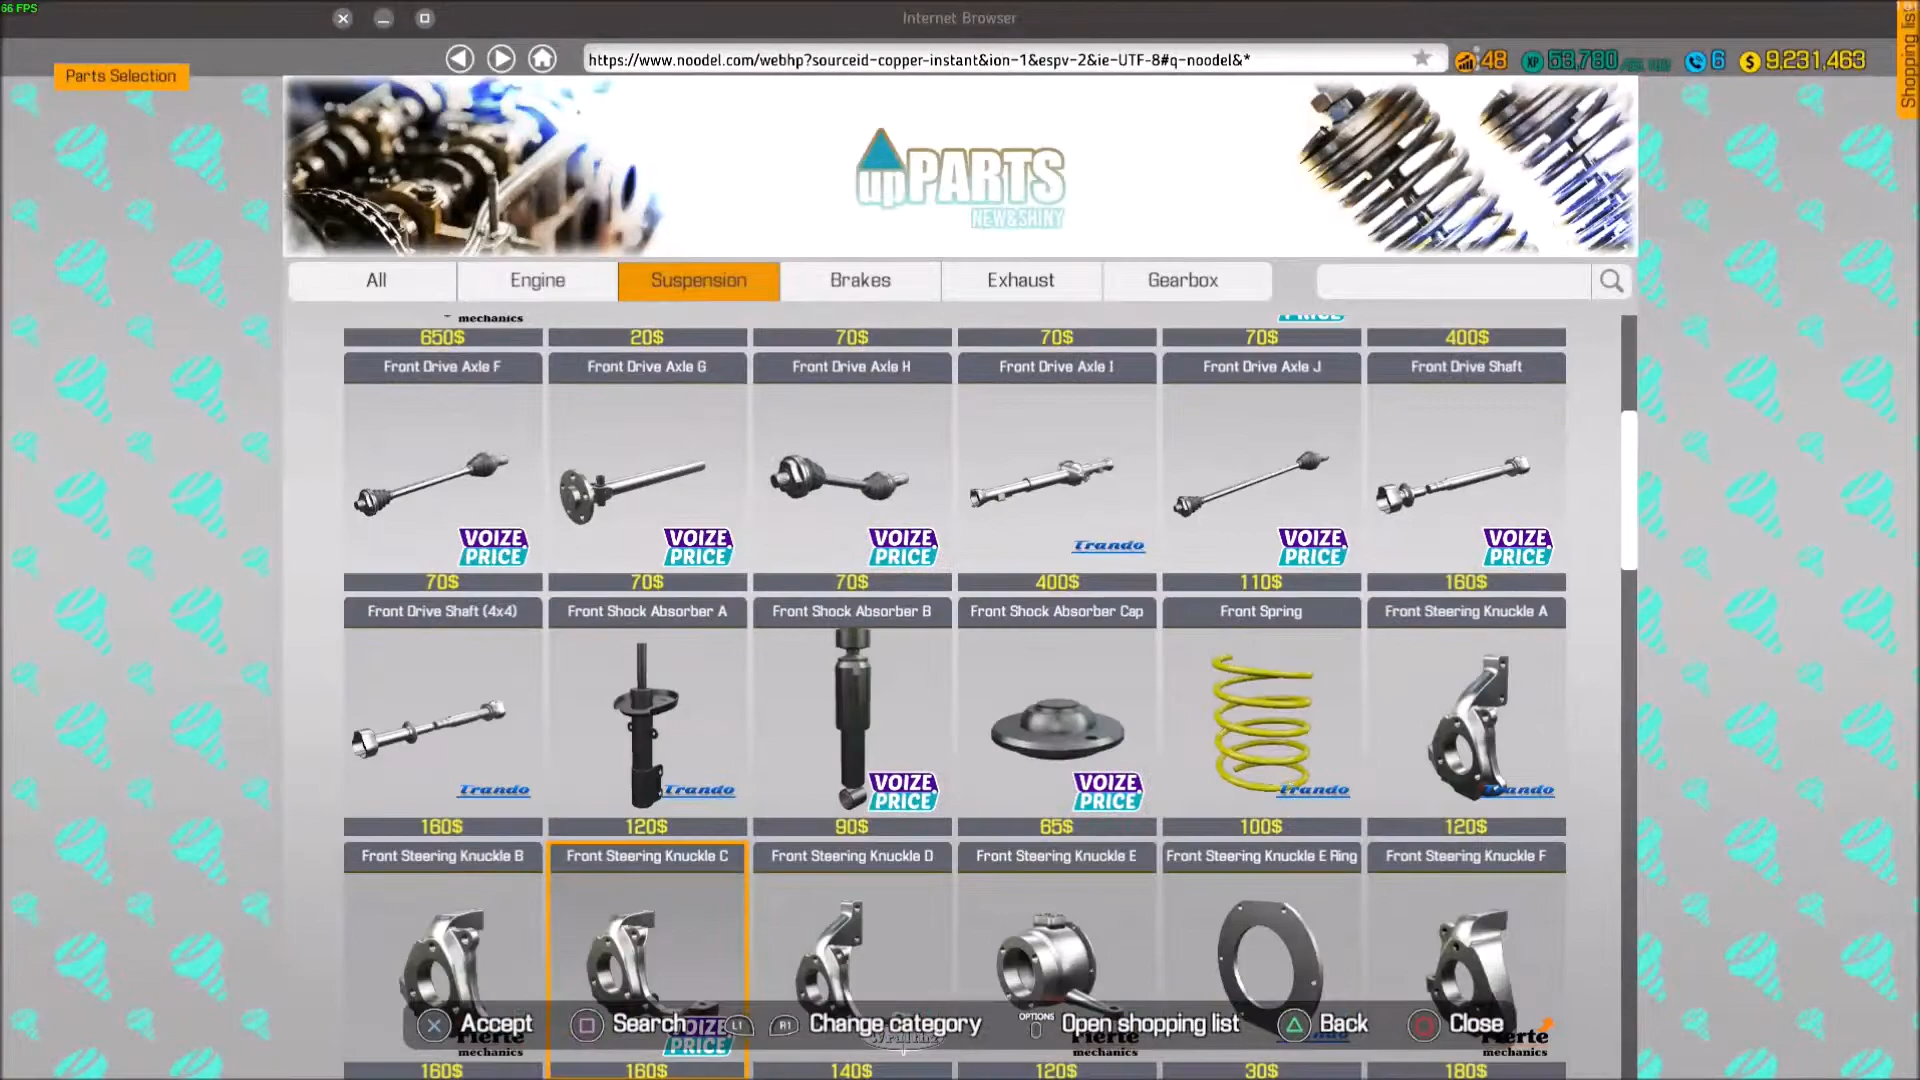 66 FPS
Internet Browser
Shopping list
Parts Selection
https://www.noodel.com/webhp?sourceid-copper-instant&ion-1&espv-2&ie-UTF-8#q-noodel&*
48
XP
6
$ 9,231,463
upPARTS
NEW&SHINY
All Engine Suspension Brakes Exhaust Gearbox
mechanics
650$ 20$ 70$ 70$ 70$ 400$
Front Drive Axle F Front Drive Axle G Front Drive Axle H Front Drive Axle I Front Drive Axle J Front Drive Shaft
VOIZE PRICE VOIZE PRICE VOIZE PRICE Trando VOIZE PRICE VOIZE PRICE
70$ 70$ 70$ 400$ 110$ 160$
Front Drive Shaft (4x4) Front Shock Absorber A Front Shock Absorber B Front Shock Absorber Cap Front Spring Front Steering Knuckle A
Trando Trando VOIZE PRICE VOIZE PRICE Trando Trando
160$ 120$ 90$ 65$ 100$ 120$
Front Steering Knuckle B Front Steering Knuckle C Front Steering Knuckle D Front Steering Knuckle E Front Steering Knuckle E Ring Front Steering Knuckle F
Accept Search L1 R1 Change category OPTIONS Open shopping list Back Close
mechanics PRICE mechanics mechanics
160$ 160$ 140$ 120$ 30$ 180$